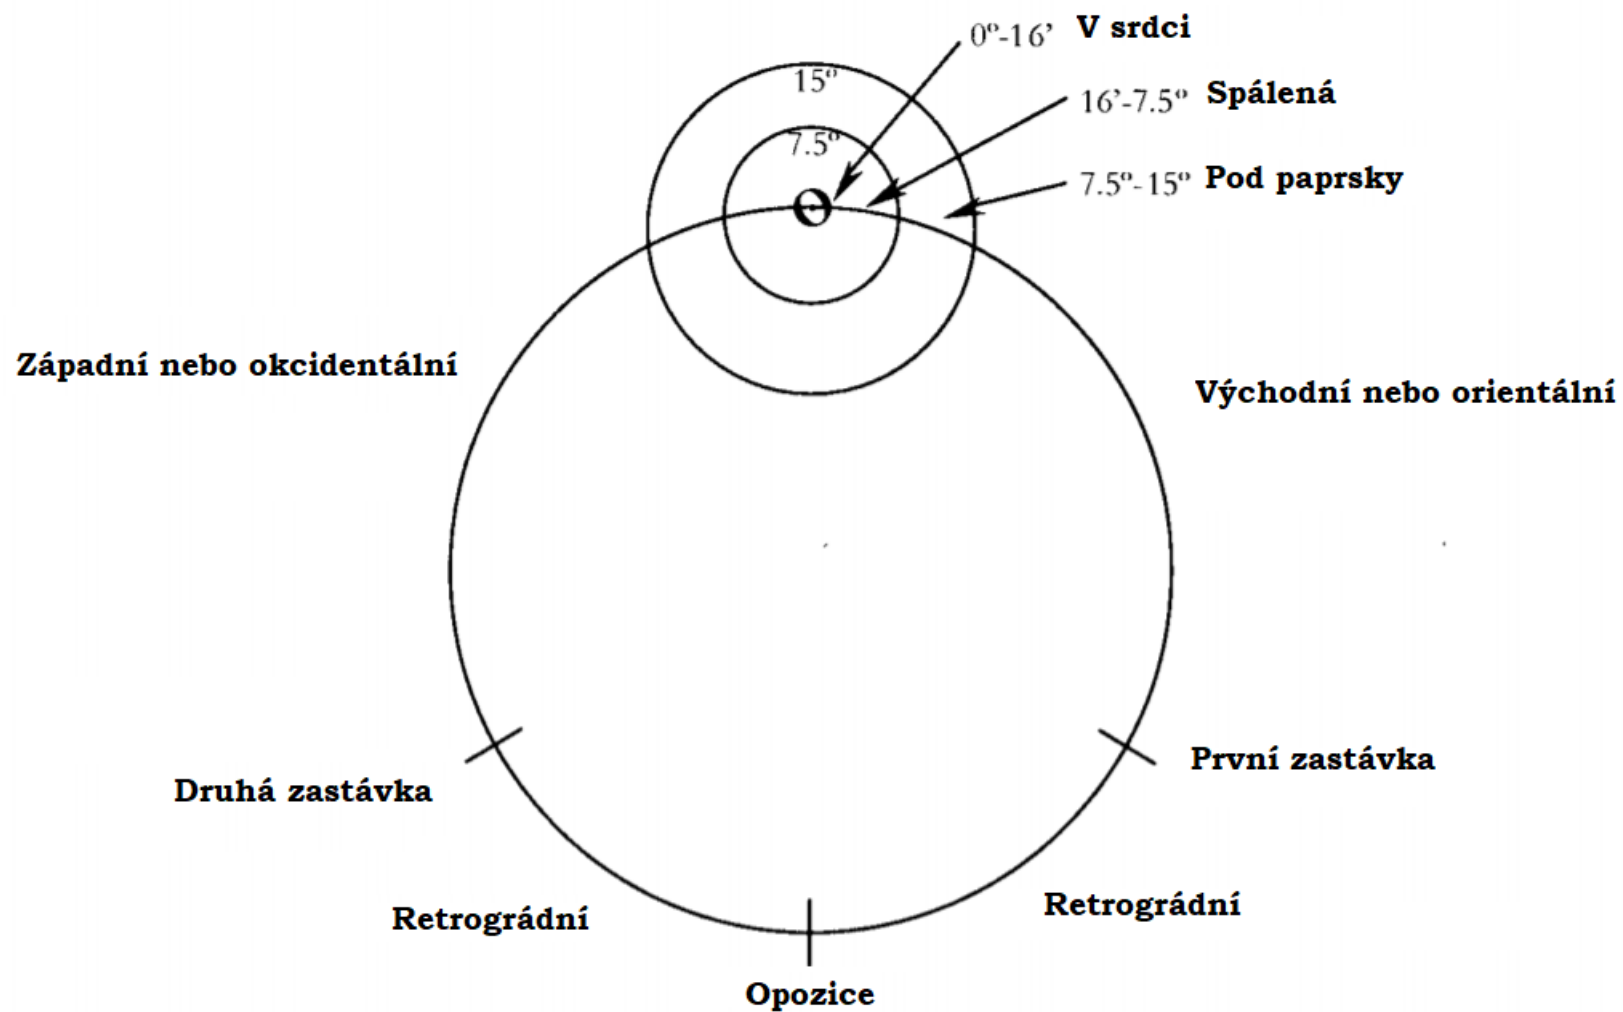 0º-16’ V srdci
15º
16’-7.5º Spálená
7.5º
7.5º-15º Pod paprsky
Západní nebo okcidentální
Východní nebo orientální
První zastávka
Druhá zastávka
Retrográdní
Retrográdní
Opozice